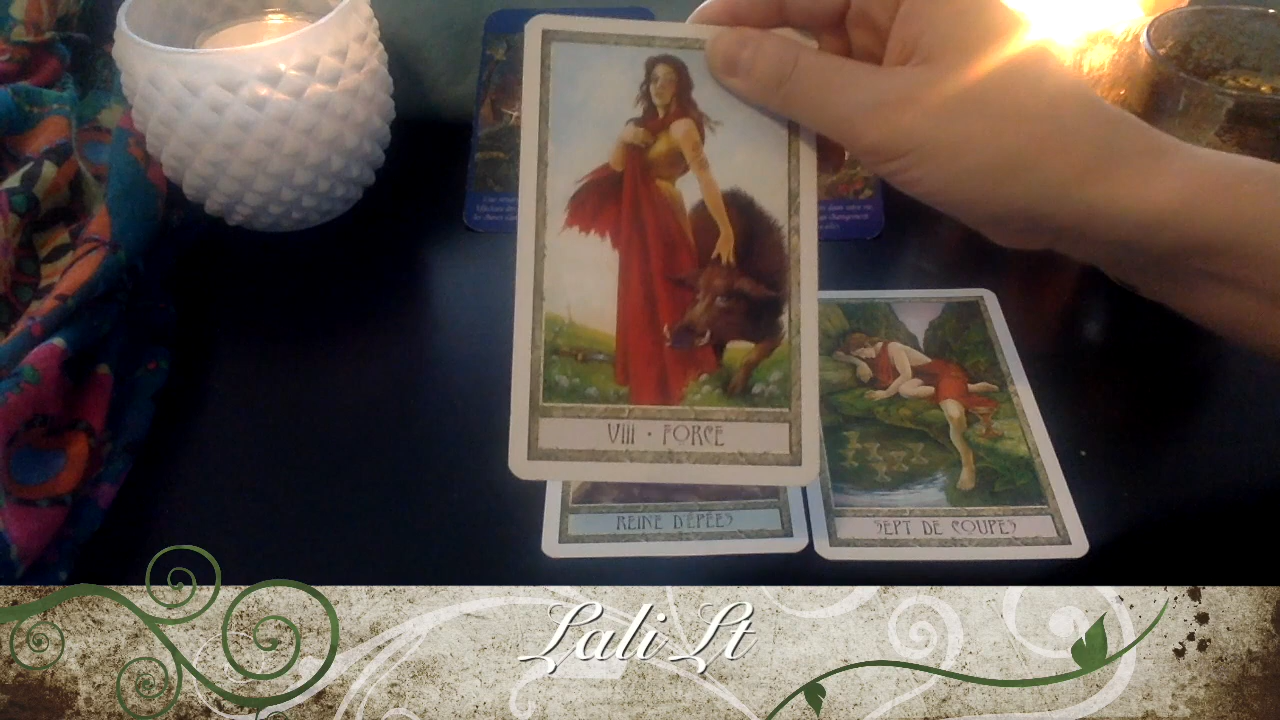 VIII · FORCE
REINE D'ÉPÉES
SEPT DE COUPES
Lali Lt